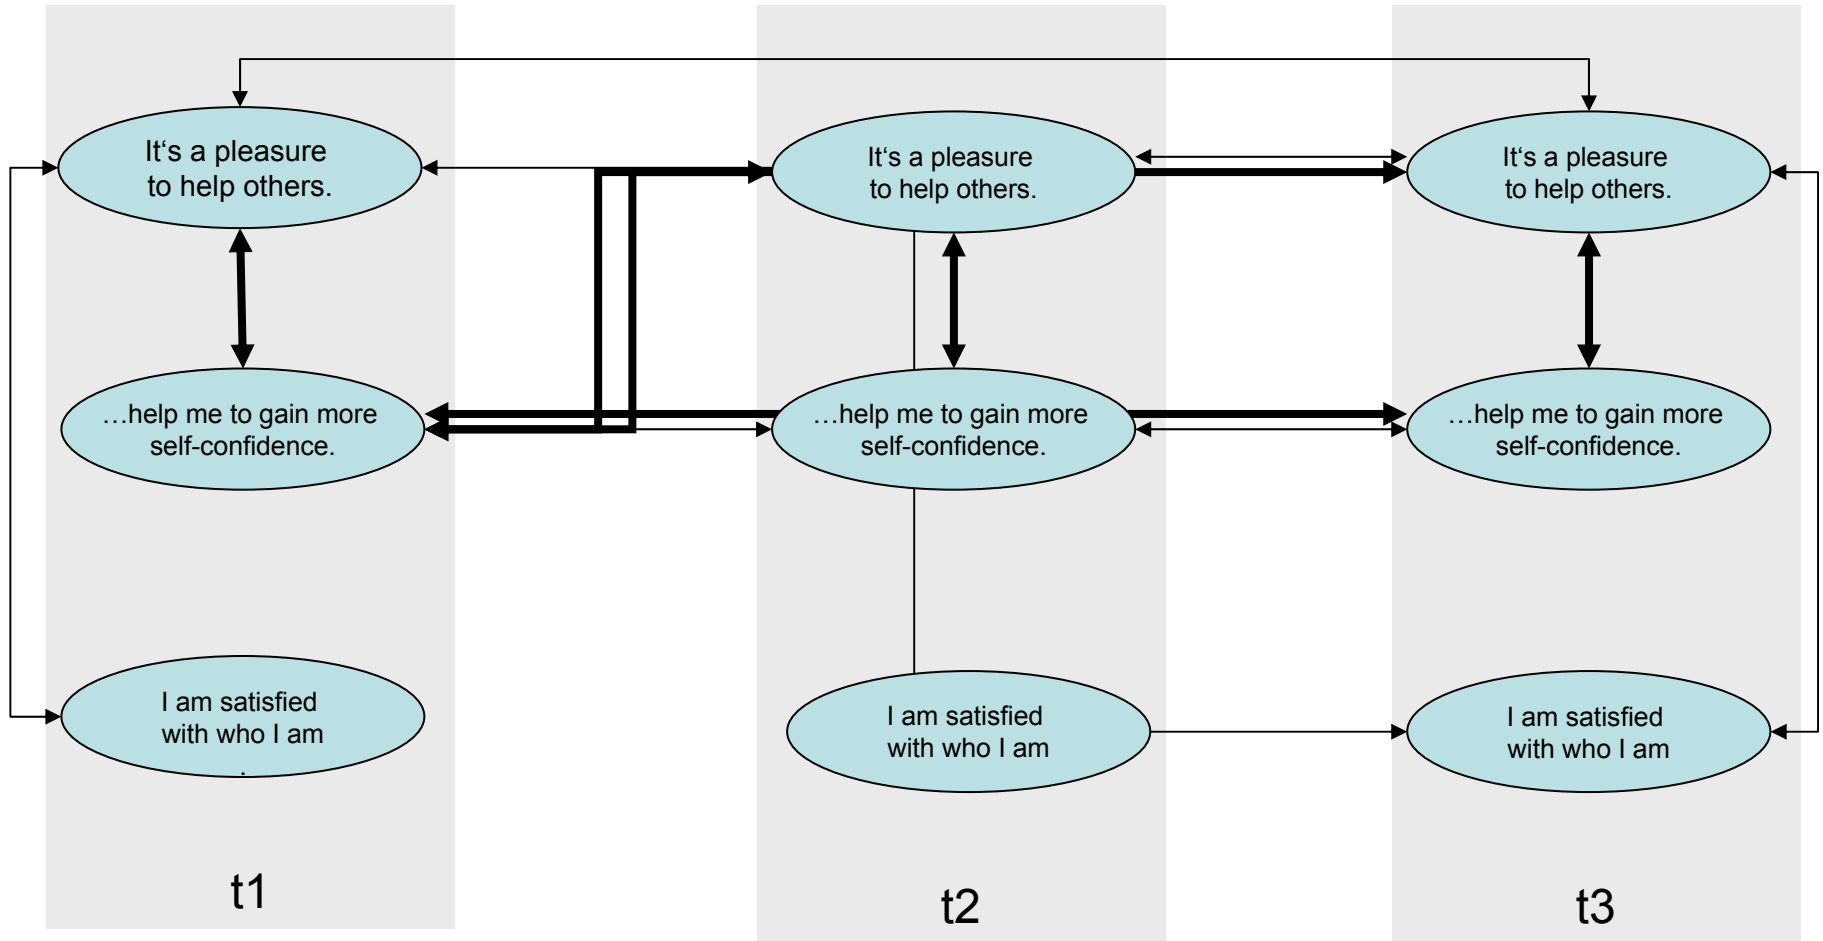 It‘s a pleasure
to help others.
…help me to gain more
self-confidence.
I am satisfied
with who I am
.
t1
It‘s a pleasure
to help others.
…help me to gain more
self-confidence.
I am satisfied
with who I am
t2
It‘s a pleasure
to help others.
…help me to gain more
self-confidence.
I am satisfied
with who I am
t3